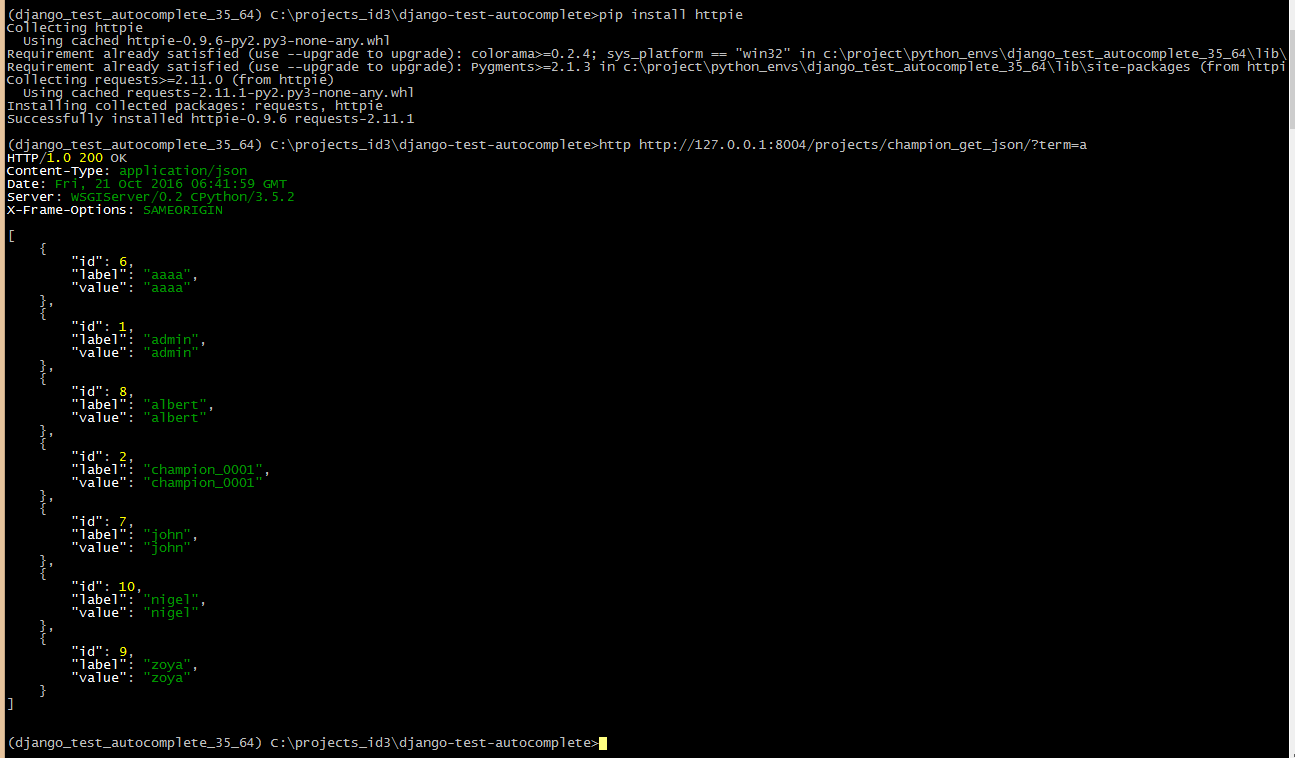 (django_test_autocomplete_35_64) C:\projects_id3\django-test-autocomplete>pip install httpie
Collecting httpie
  Using cached httpie-0.9.6-py2.py3-none-any.whl
Requirement already satisfied (use --upgrade to upgrade): colorama>=0.2.4; sys_platform == "win32" in c:\project\python_envs\django_test_autocomplete_35_64\lib\
Requirement already satisfied (use --upgrade to upgrade): Pygments>=2.1.3 in c:\project\python_envs\django_test_autocomplete_35_64\lib\site-packages (from httpi
Collecting requests>=2.11.0 (from httpie)
  Using cached requests-2.11.1-py2.py3-none-any.whl
Installing collected packages: requests, httpie
Successfully installed httpie-0.9.6 requests-2.11.1
(django_test_autocomplete_35_64) C:\projects_id3\django-test-autocomplete>http http://127.0.0.1:8004/projects/champion_get_json/?term=a
HTTP/1.0 200 OK
Content-Type: application/json
Date: Fri, 21 Oct 2016 06:41:59 GMT
Server: WSGIServer/0.2 CPython/3.5.2
X-Frame-Options: SAMEORIGIN
[
    {
        "id": 6,
        "label": "aaaa",
        "value": "aaaa"
    },
    {
        "id": 1,
        "label": "admin",
        "value": "admin"
    },
    {
        "id": 8,
        "label": "albert",
        "value": "albert"
    },
    {
        "id": 2,
        "label": "champion_0001",
        "value": "champion_0001"
    },
    {
        "id": 7,
        "label": "john",
        "value": "john"
    },
    {
        "id": 10,
        "label": "nigel",
        "value": "nigel"
    },
    {
        "id": 9,
        "label": "zoya",
        "value": "zoya"
    }
]
(django_test_autocomplete_35_64) C:\projects_id3\django-test-autocomplete>